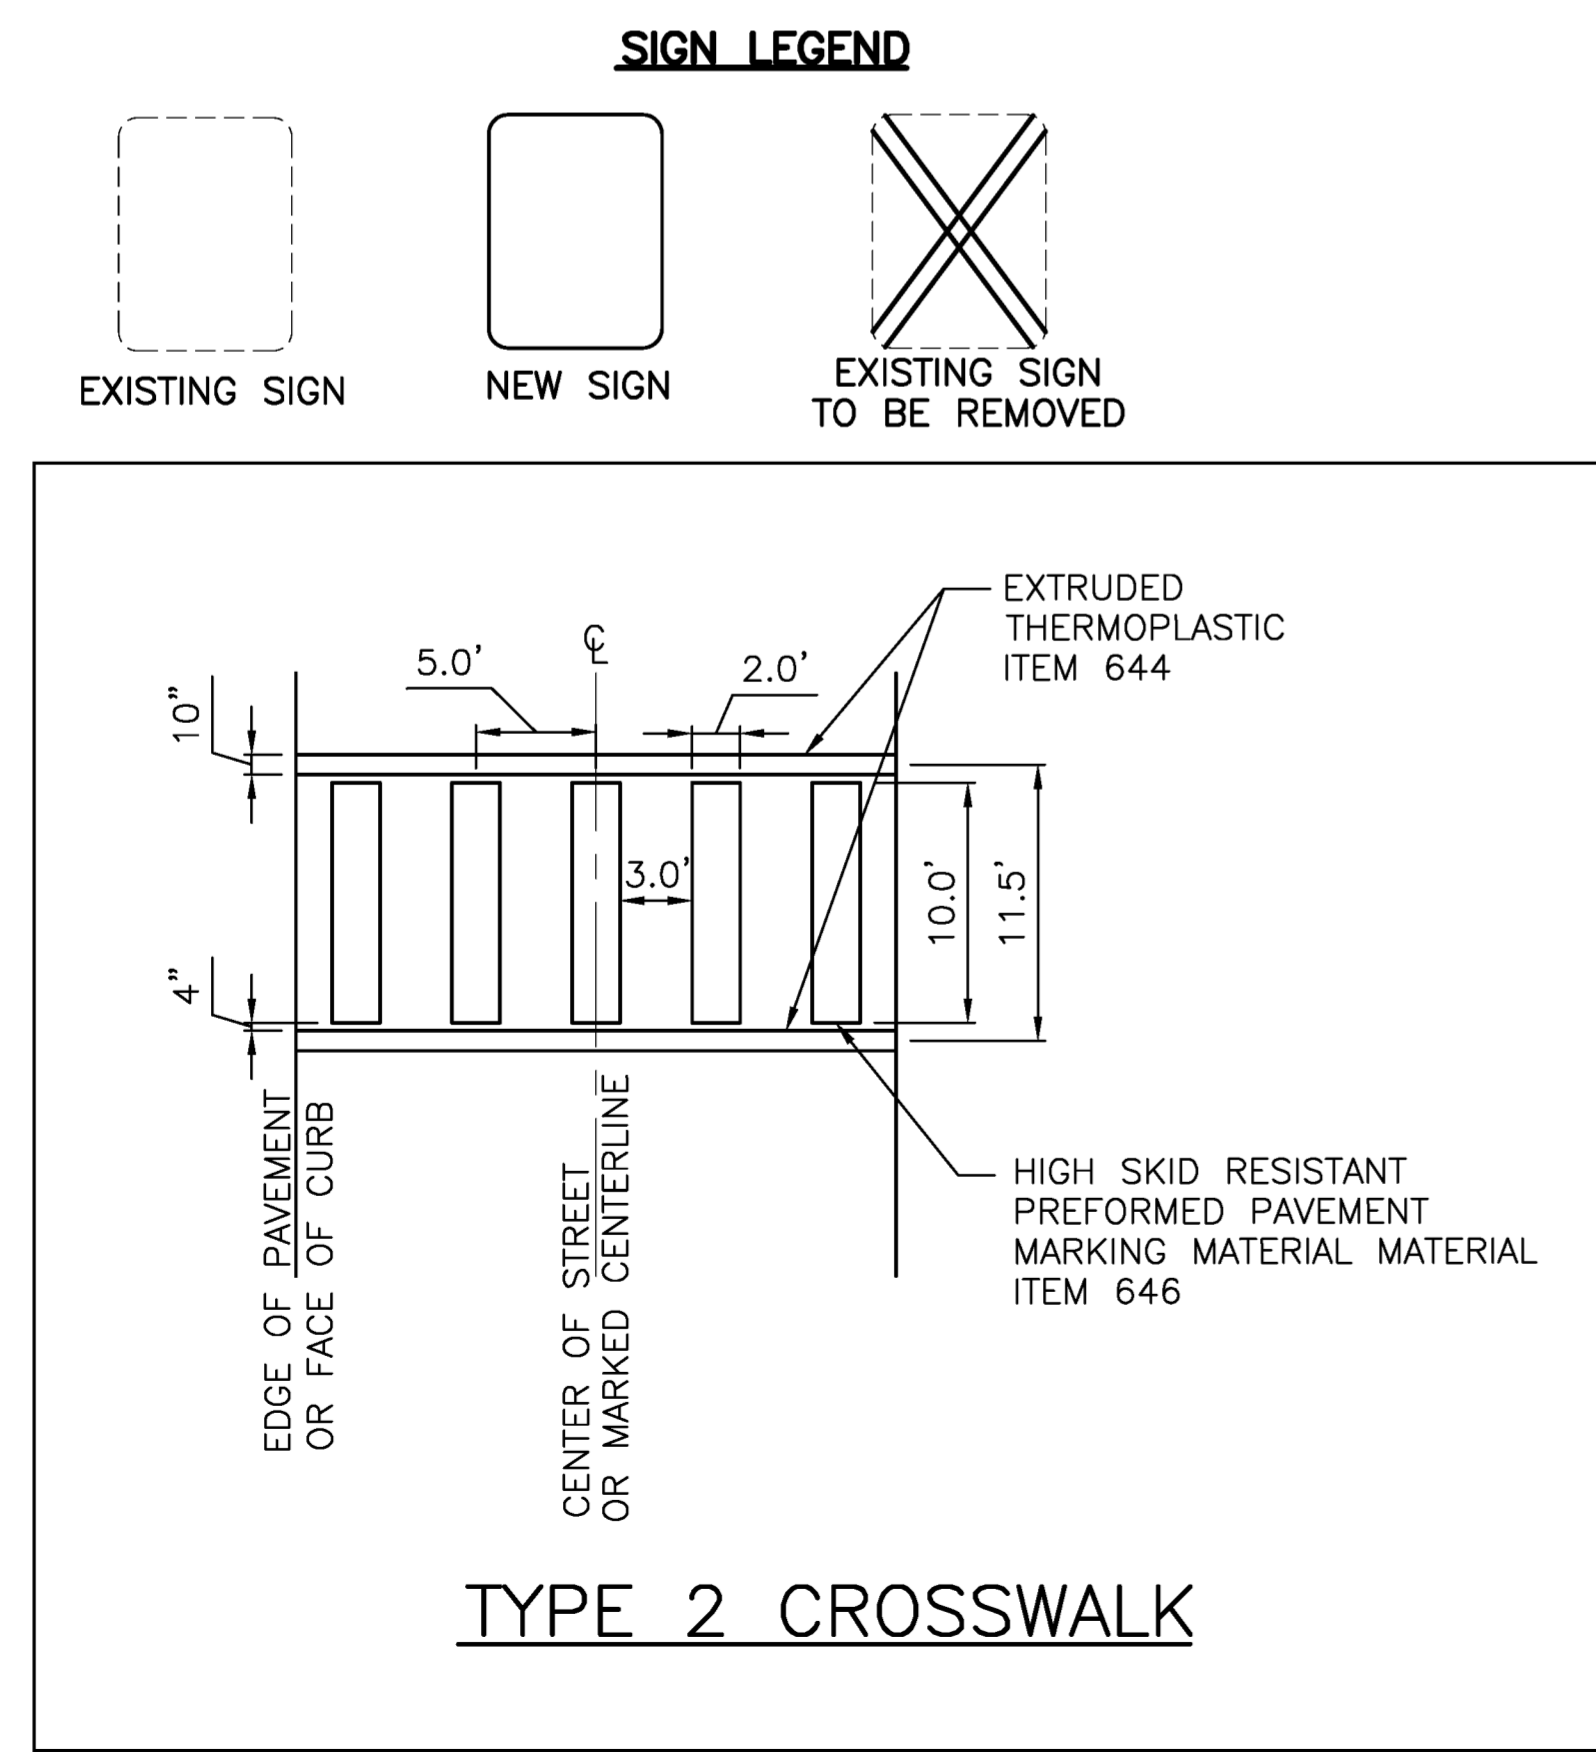 SIGN LEGEND
EXISTING SIGN
NEW SIGN
EXISTING SIGN
TO BE REMOVED
EXTRUDED
THERMOPLASTIC
ITEM 644
5.0'
℄
2.0'
10"
3.0'
10.0'
11.5'
4"
EDGE OF PAVEMENT
OR FACE OF CURB
CENTER OF STREET
OR MARKED CENTERLINE
HIGH SKID RESISTANT
PREFORMED PAVEMENT
MARKING MATERIAL MATERIAL
ITEM 646
TYPE 2 CROSSWALK